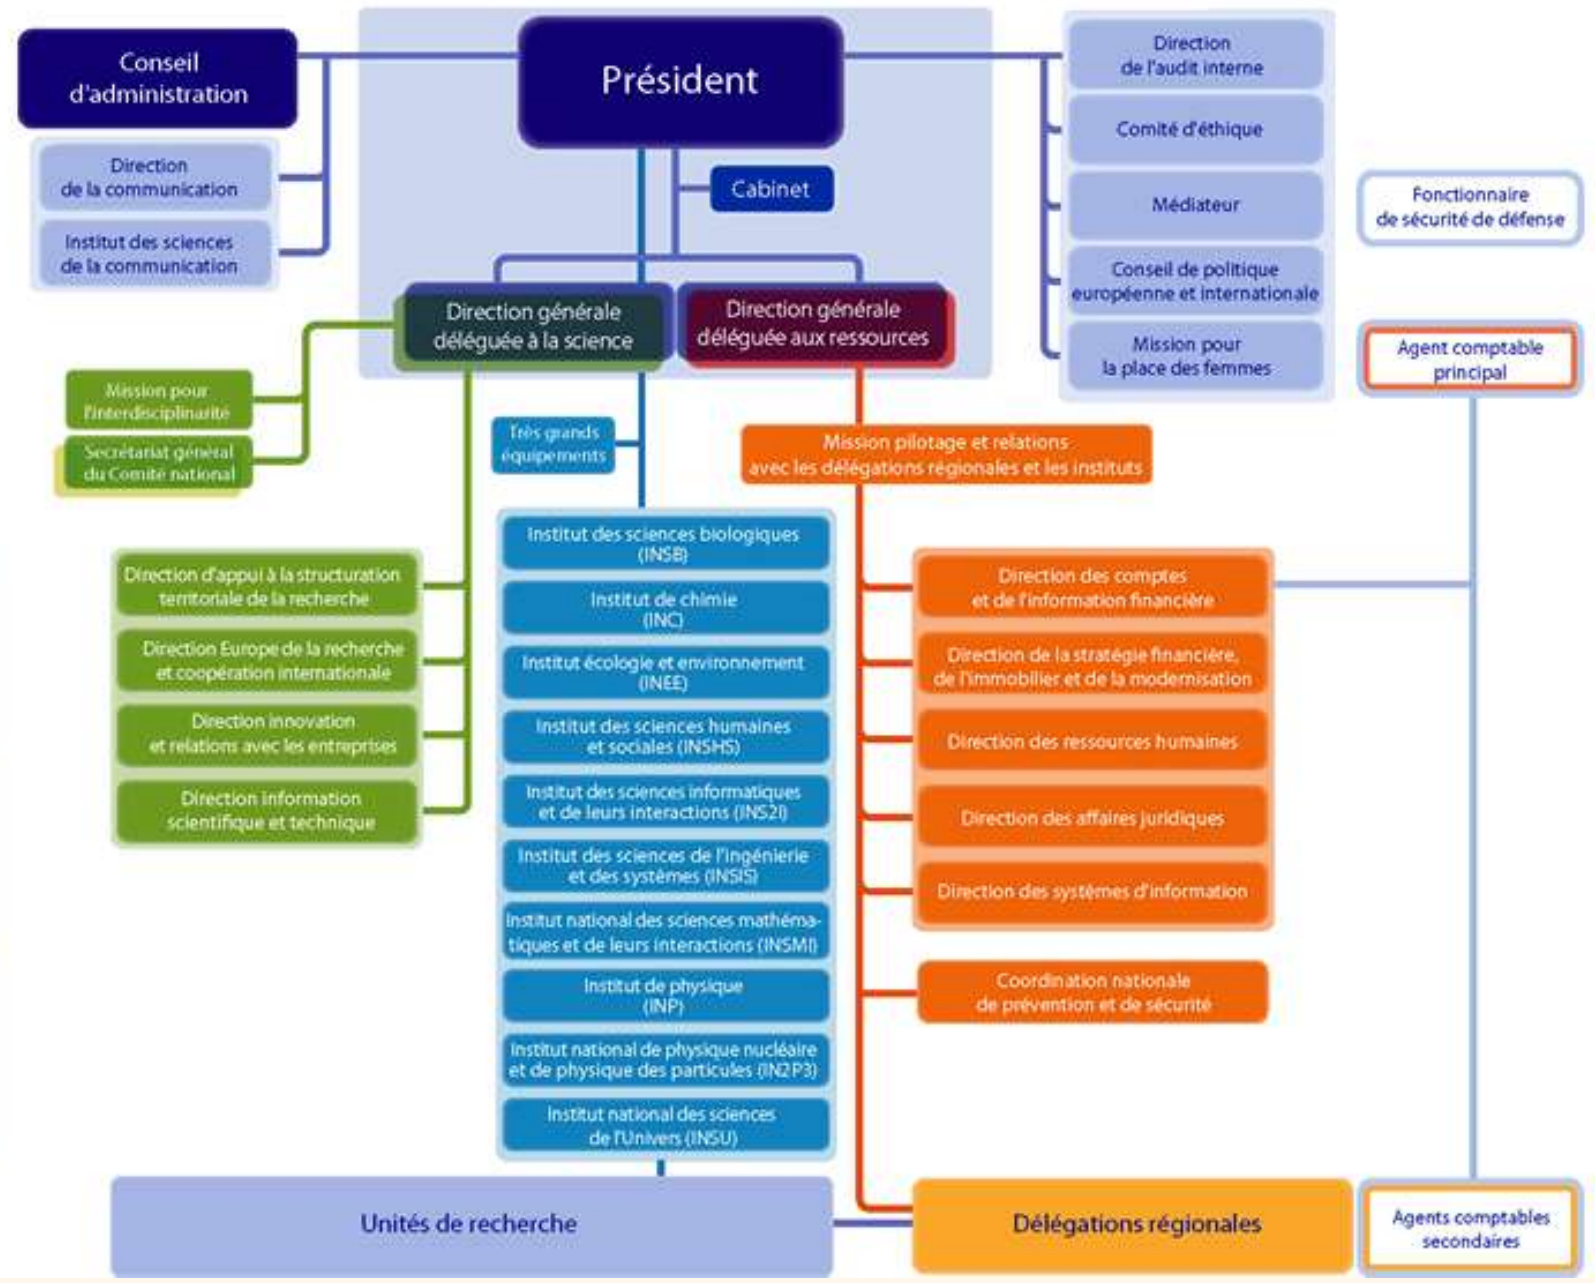 Conseil
d'administration
Président
Direction
de la communication
Institut des sciences
de la communication
Cabinet
Direction
de l'audit interne
Comité d'éthique
Médiateur
Conseil de politique
européenne et internationale
Mission pour
la place des femmes
Fonctionnaire
de sécurité de défense
Agent comptable
principal
Direction générale
déléguée à la science
Direction générale
déléguée aux ressources
Mission pour
l'interdisciplinarité
Secrétariat général
du Comité national
Très grands
équipements
Mission pilotage et relations
avec les délégations régionales et les instituts
Direction d'appui à la structuration
territoriale de la recherche
Direction Europe de la recherche
et coopération internationale
Direction innovation
et relations avec les entreprises
Direction information
scientifique et technique
Institut des sciences biologiques
(INSB)
Institut de chimie
(INC)
Institut écologie et environnement
(INEE)
Institut des sciences humaines
et sociales (INSHS)
Institut des sciences informatiques
et de leurs interactions (INS2I)
Institut des sciences de l'ingénierie
et des systèmes (INSIS)
Institut national des sciences mathéma-
tiques et de leurs interactions (INSMI)
Institut de physique
(INP)
Institut national de physique nucléaire
et de physique des particules (IN2P3)
Institut national des sciences
de l'Univers (INSU)
Direction des comptes
et de l'information financière
Direction de la stratégie financière,
de l'immobilier et de la modernisation
Direction des ressources humaines
Direction des affaires juridiques
Direction des systèmes d'information
Coordination nationale
de prévention et de sécurité
Unités de recherche
Délégations régionales
Agents comptables
secondaires